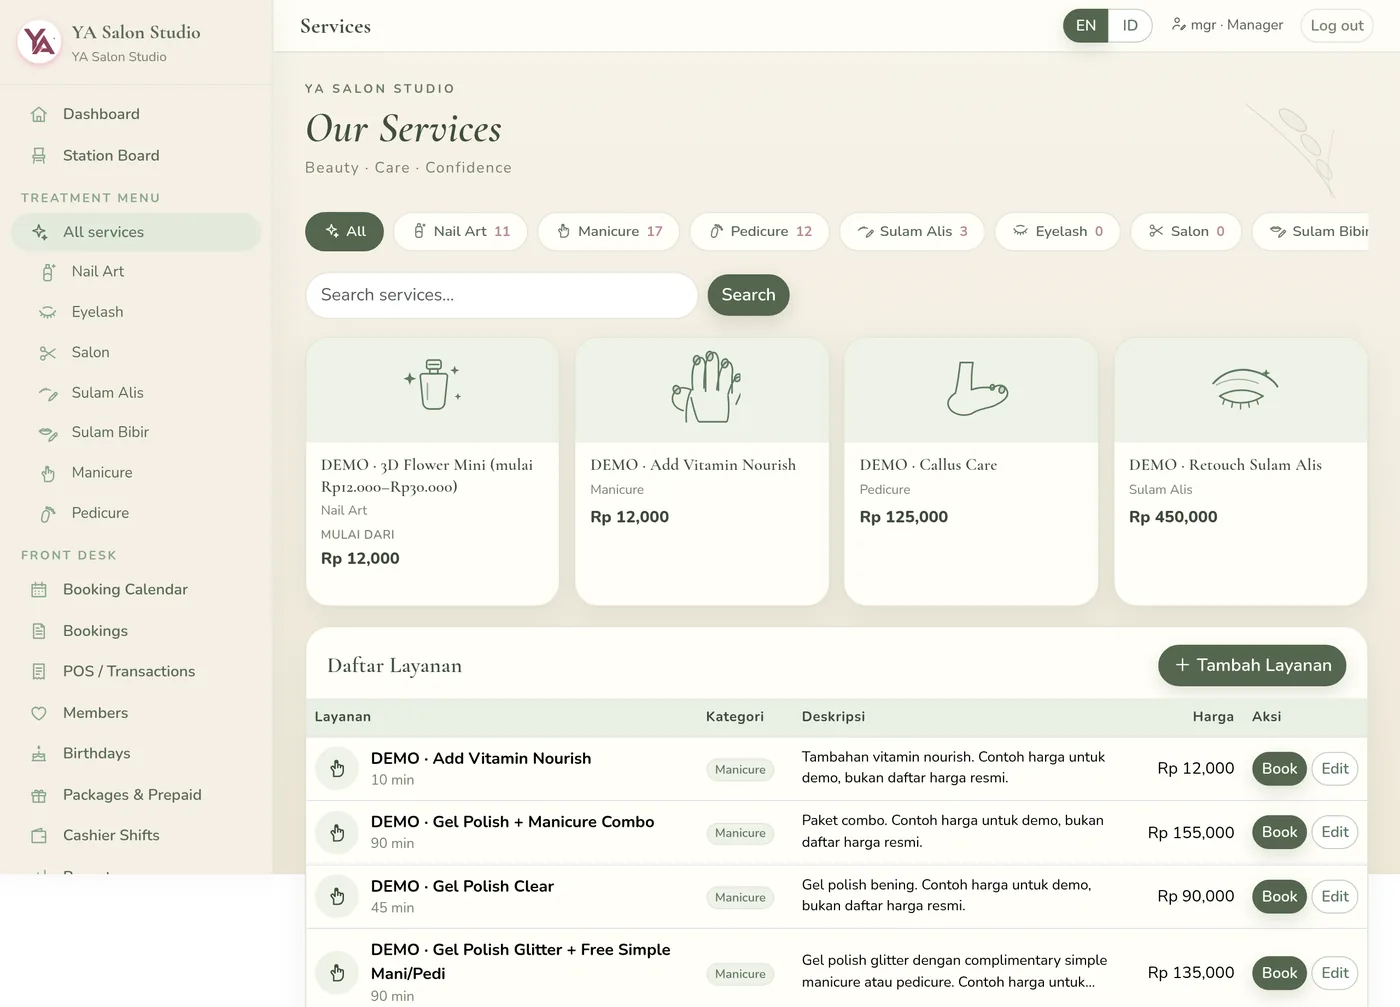 YA Salon Studio
YA Salon Studio
Dashboard
Station Board
TREATMENT MENU
All services
Nail Art
Eyelash
Salon
Sulam Alis
Sulam Bibir
Manicure
Pedicure
FRONT DESK
Booking Calendar
Bookings
POS / Transactions
Members
Birthdays
Packages & Prepaid
Cashier Shifts
Services
EN
ID
mgr · Manager
Log out
YA SALON STUDIO
Our Services
Beauty · Care · Confidence
All
Nail Art 11
Manicure 17
Pedicure 12
Sulam Alis 3
Eyelash 0
Salon 0
Sulam Bibir
Search services...
Search
DEMO · 3D Flower Mini (mulai
Rp12.000–Rp30.000)
Nail Art
MULAI DARI
Rp 12,000
DEMO · Add Vitamin Nourish
Manicure
Rp 12,000
DEMO · Callus Care
Pedicure
Rp 125,000
DEMO · Retouch Sulam Alis
Sulam Alis
Rp 450,000
Daftar Layanan
+ Tambah Layanan
Layanan Kategori Deskripsi Harga Aksi
DEMO · Add Vitamin Nourish
10 min
Manicure
Tambahan vitamin nourish. Contoh harga untuk
demo, bukan daftar harga resmi.
Rp 12,000
Book
Edit
DEMO · Gel Polish + Manicure Combo
90 min
Manicure
Paket combo. Contoh harga untuk demo, bukan
daftar harga resmi.
Rp 155,000
Book
Edit
DEMO · Gel Polish Clear
45 min
Manicure
Gel polish bening. Contoh harga untuk demo,
bukan daftar harga resmi.
Rp 90,000
Book
Edit
DEMO · Gel Polish Glitter + Free Simple
Mani/Pedi
90 min
Manicure
Gel polish glitter dengan complimentary simple
manicure atau pedicure. Contoh harga untuk...
Rp 135,000
Book
Edit